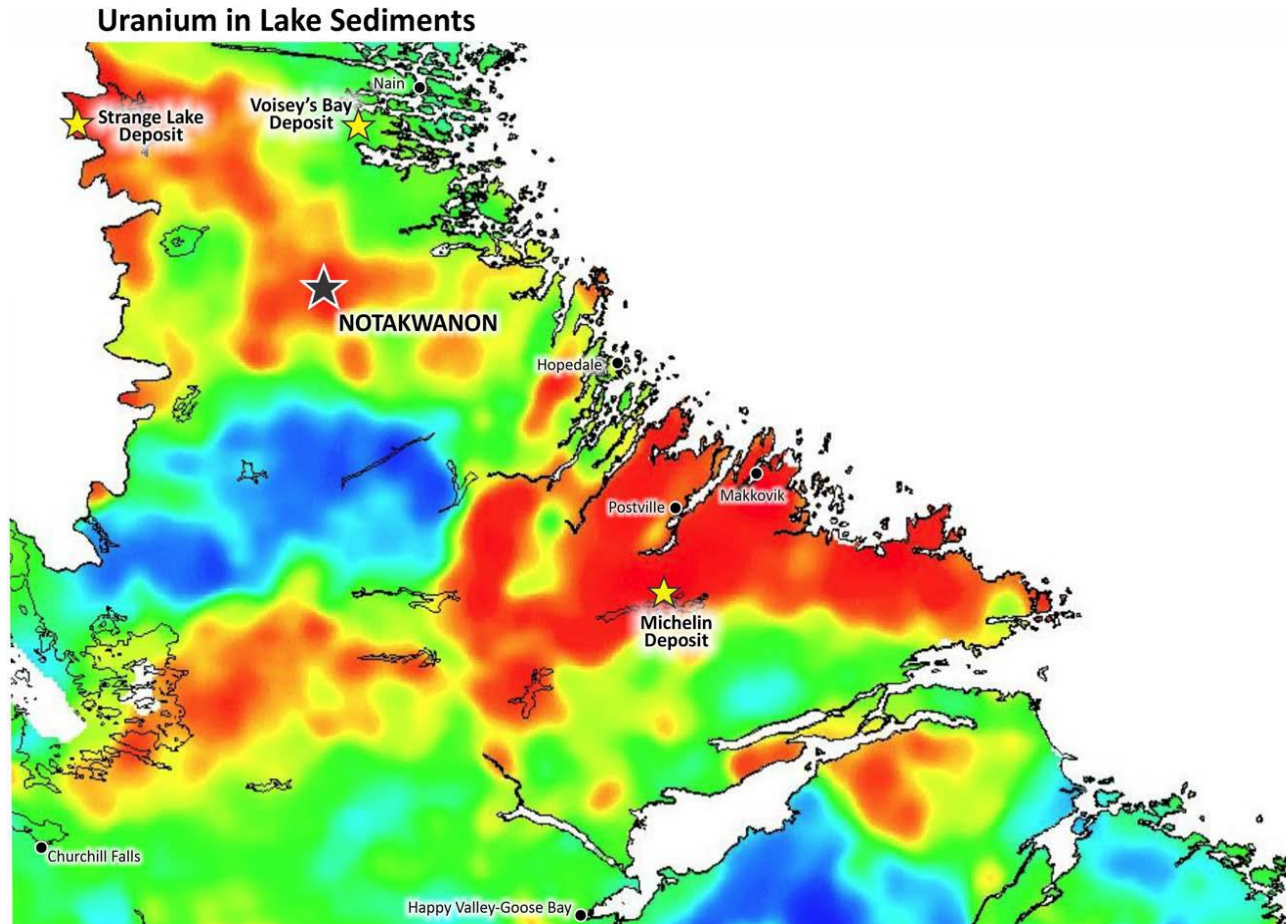 Uranium in Lake Sediments
Nain
Strange Lake
Deposit
Voisey's Bay
Deposit
NOTAKWANON
Hopedale
Postville
Makkovik
Michelin
Deposit
Churchill Falls
Happy Valley-Goose Bay